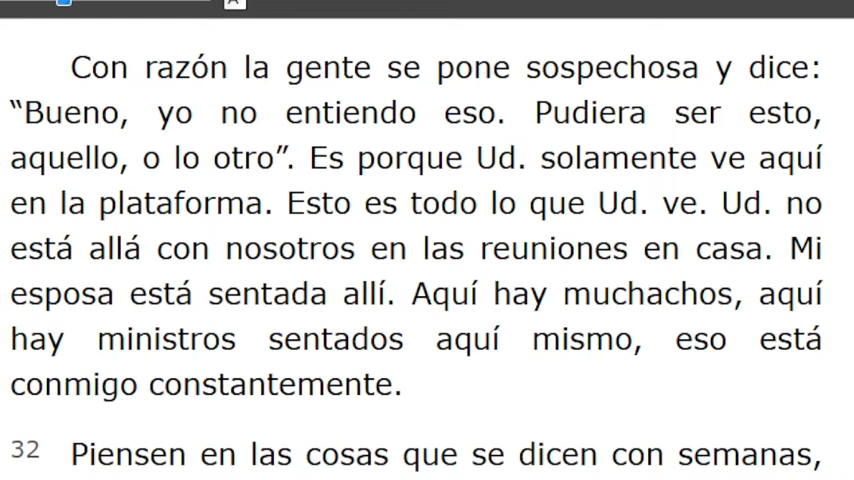 A
Con razón la gente se pone sospechosa y dice:
“Bueno, yo no entiendo eso. Pudiera ser esto,
aquello, o lo otro”. Es porque Ud. solamente ve aquí
en la plataforma. Esto es todo lo que Ud. ve. Ud. no
está allá con nosotros en las reuniones en casa. Mi
esposa está sentada allí. Aquí hay muchachos, aquí
hay ministros sentados aquí mismo, eso está
conmigo constantemente.
32 Piensen en las cosas que se dicen con semanas,